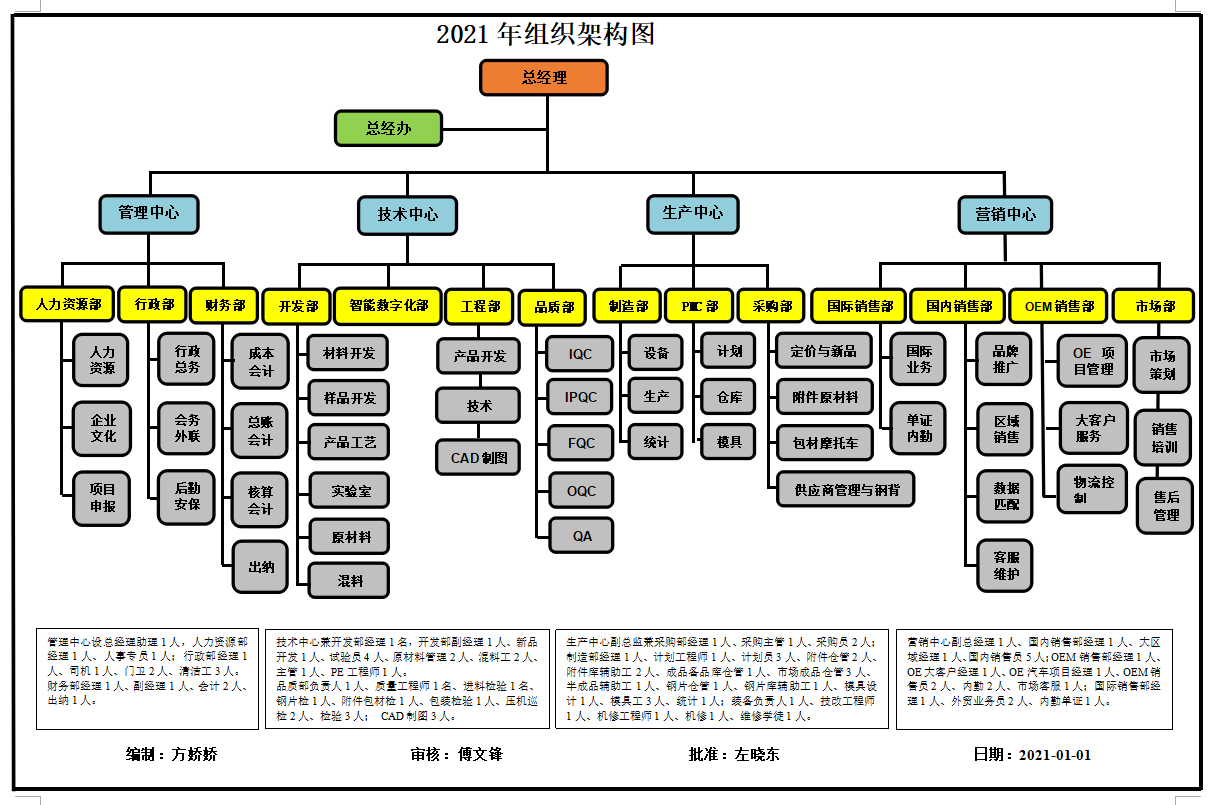 2021 年组织架构图
总经理
总经办
管理中心
技术中心
生产中心
营销中心
人力资源部
行政部
财务部
开发部
智能数字化部
工程部
品质部
制造部
PMC 部
采购部
国际销售部
国内销售部
OEM 销售部
市场部
人力
资源
企业
文化
项目
申报
行政
总务
会务
外联
后勤
安保
成本
会计
总账
会计
核算
会计
出纳
材料开发
样品开发
产品工艺
实验室
原材料
混料
产品开发
技术
CAD 制图
IQC
IPQC
FQC
OQC
QA
设备
生产
统计
计划
仓库
模具
定价与新品
附件原材料
包材摩托车
供应商管理与钢背
国际
业务
单证
内勤
品牌
推广
区域
销售
数据
匹配
客服
维护
OE 项
目管理
大客户
服务
物流控
制
市场
策划
销售
培训
售后
管理
管理中心设总经理助理 1 人，人力资源部
经理 1 人、人事专员 1 人；行政部经理 1
人、司机 1 人、门卫 2 人、清洁工 3 人。
财务部经理 1 人、副经理 1 人、会计 2 人、
出纳 1 人。
技术中心兼开发部经理 1 名，开发部副经理 1 人、新品
开发 1 人、试验员 4 人、原材料管理 2 人、混料工 2 人、
主管 1 人、PE 工程师 1 人。
品质部负责人 1 人、质量工程师 1 名、进料检验 1 名、
钢片检 1 人、附件包材检 1 人、包装检验 1 人、压机巡
检 2 人、检验 3 人； CAD 制图 3 人。
生产中心副总监兼采购部经理 1 人、采购主管 1 人、采购员 2 人；
制造部经理 1 人、计划工程师 1 人、计划员 3 人、附件仓管 2 人、
附件库辅助工 2 人、成品备品库仓管 1 人、市场成品仓管 3 人、
半成品辅助工 1 人、钢片仓管 1 人、钢片库辅助工 1 人、模具设
计 1 人、模具工 3 人、统计 1 人；装备负责人 1 人、技改工程师
1 人、机修工程师 1 人、机修 1 人、维修学徒 1 人。
营销中心副总经理 1 人、国内销售部经理 1 人、大区
域经理 1 人、国内销售员 5 人；OEM 销售部经理 1 人、
OE 大客户经理 1 人、OE 汽车项目经理 1 人、OEM 销
售员 2 人、内勤 2 人、市场客服 1 人；国际销售部经
理 1 人、外贸业务员 2 人、内勤单证 1 人。
编制：方娇娇
审核：傅文锋
批准：左晓东
日期：2021-01-01